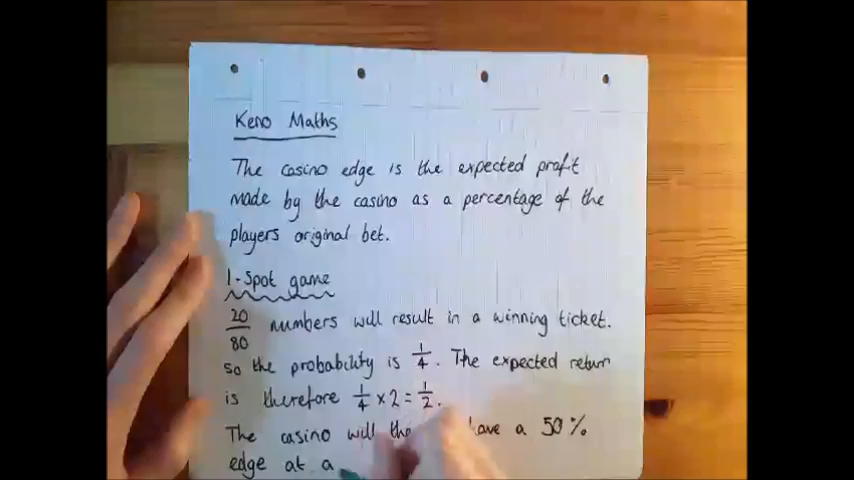 Keno Maths
The casino edge is the expected profit
made by the casino as a percentage of the
players original bet.
1-Spot game
20/80 numbers will result in a winning ticket.
so the probability is 1/4. The expected return
is therefore 1/4 × 2 = 1/2.
The casino will have a 50%
edge at a